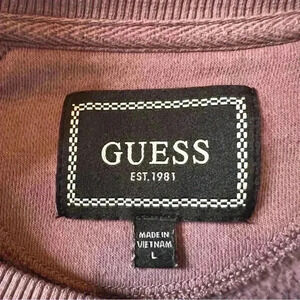 GUESS
EST. 1981
MADE IN
VIETNAM
L